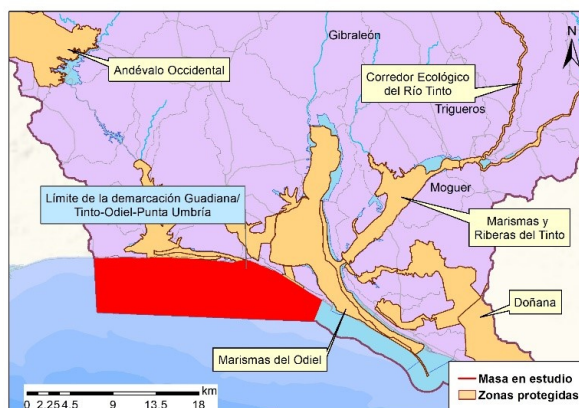 Gibraleón
N
Andévalo Occidental
Corredor Ecológico
del Río Tinto
Trigueros
Límite de la demarcación Guadiana/
Tinto-Odiel-Punta Umbría
Moguer
Marismas y
Riberas del Tinto
Doñana
Marismas del Odiel
km
0 2.25 4.5 9 13.5 18
Masa en estudio
Zonas protegidas